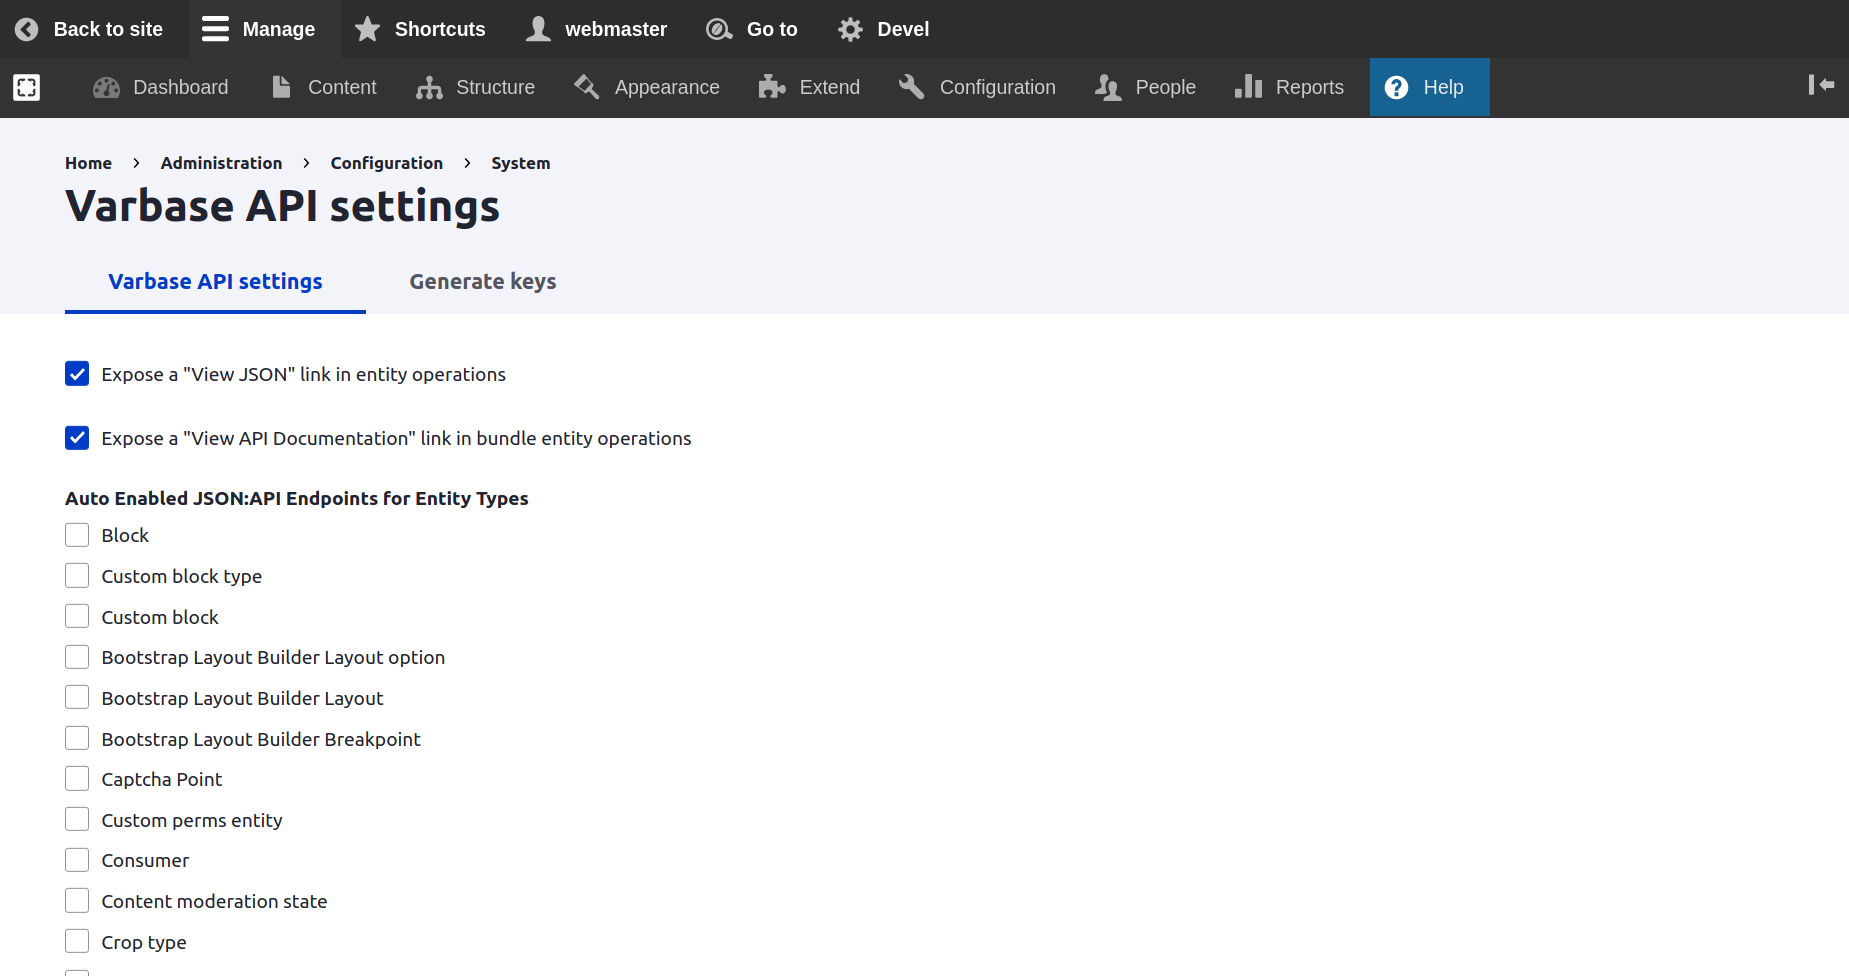 Back to site Manage Shortcuts webmaster Go to Devel
Dashboard Content Structure Appearance Extend Configuration People Reports Help
Home > Administration > Configuration > System
Varbase API settings
Varbase API settings Generate keys
Expose a "View JSON" link in entity operations
Expose a "View API Documentation" link in bundle entity operations
Auto Enabled JSON:API Endpoints for Entity Types
Block
Custom block type
Custom block
Bootstrap Layout Builder Layout option
Bootstrap Layout Builder Layout
Bootstrap Layout Builder Breakpoint
Captcha Point
Custom perms entity
Consumer
Content moderation state
Crop type